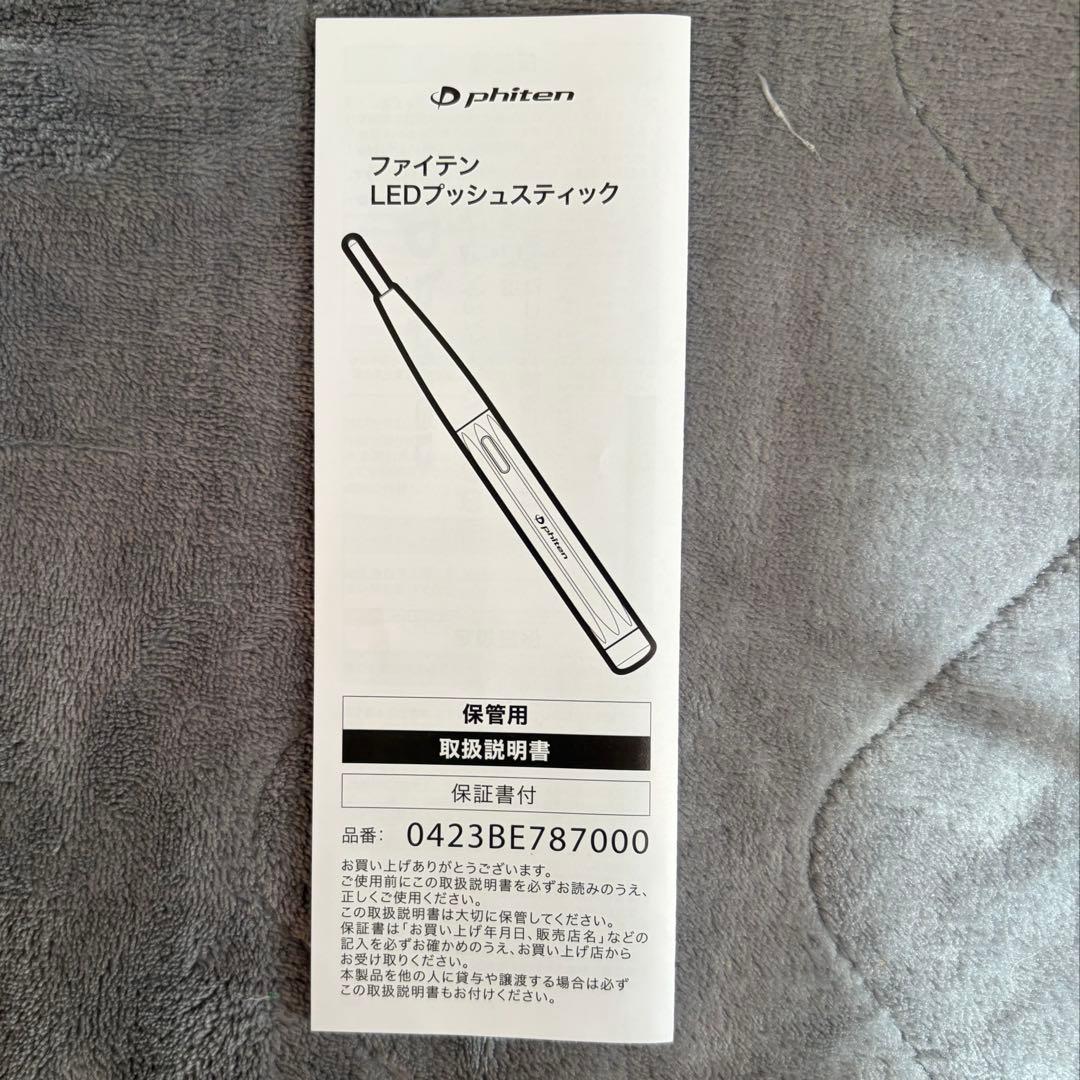 phiten
ファイテン
LEDプッシュスティック
phiten
保管用
取扱説明書
保証書付
品番: 0423BE787000
お買い上げありがとうございます。
ご使用前にこの取扱説明書を必ずお読みのうえ、
正しくご使用ください。
この取扱説明書は大切に保管してください。
保証書は「お買い上げ年月日、販売店名」などの
記入を必ずお確かめのうえ、お買い上げ店から
お受け取りください。
本製品を他の人に貸与や譲渡する場合は必ず
この取扱説明書もお付けください。